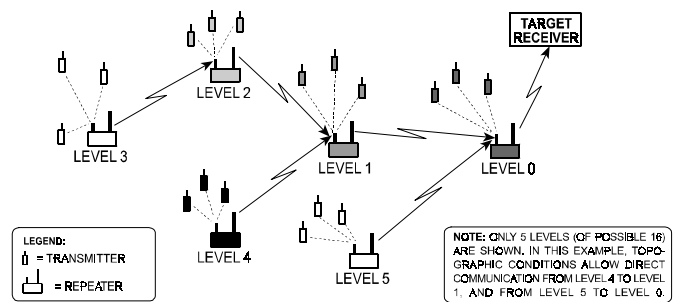 TARGET
RECEIVER
LEVEL 2
LEVEL 3
LEVEL 1
LEVEL 0
LEVEL 4
LEVEL 5
LEGEND:
= TRANSMITTER
= REPEATER
NOTE: ONLY 5 LEVELS (OF POSSIBLE 16)
ARE SHOWN. IN THIS EXAMPLE, TOPO-
GRAPHIC CONDITIONS ALLOW DIRECT
COMMUNICATION FROM LEVEL 4 TO LEVEL
1, AND FROM LEVEL 5 TO LEVEL 0.